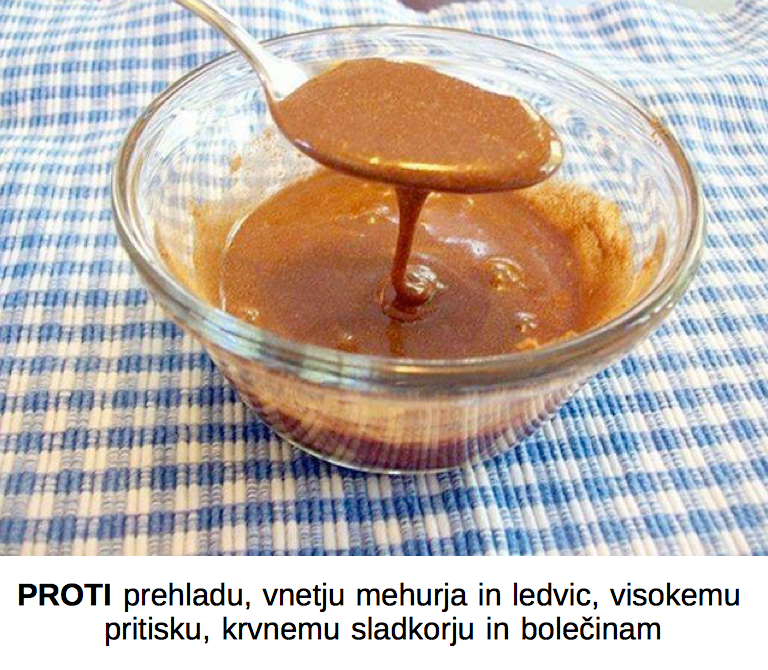 PROTI prehladu, vnetju mehurja in ledvic, visokemu
pritisku, krvnemu sladkorju in bolečinam